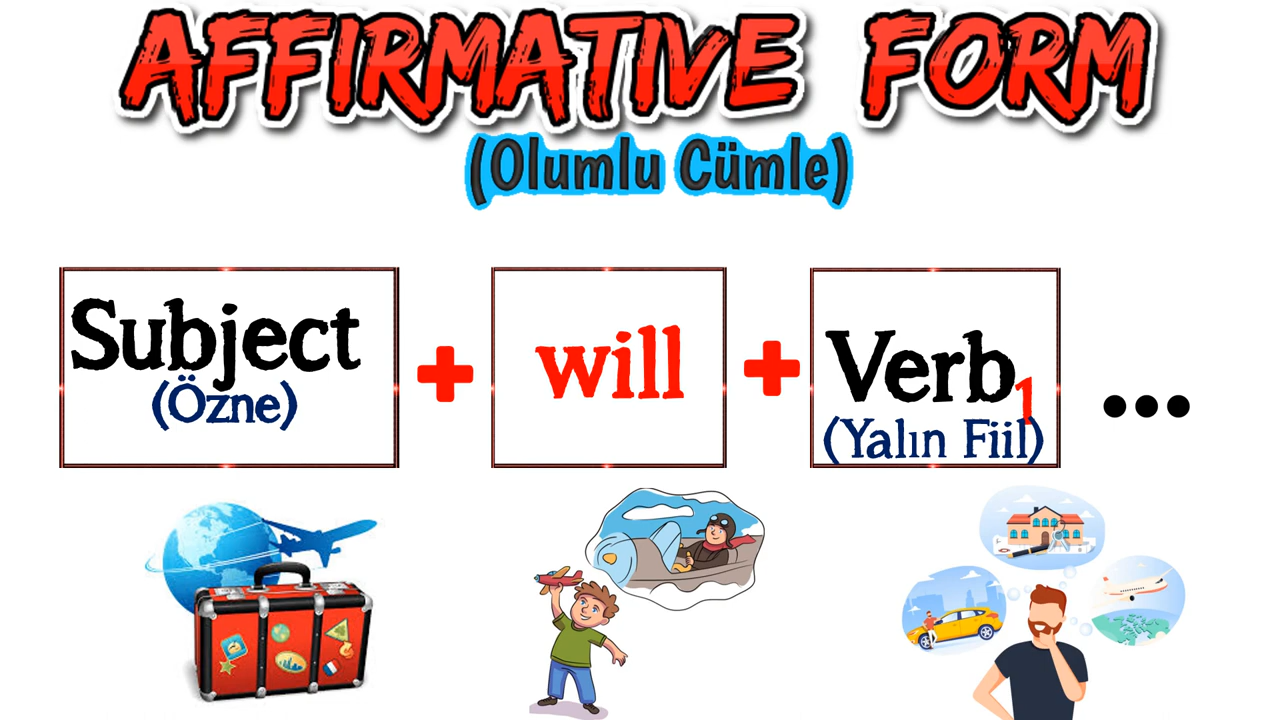 AFFIRMATIVE FORM
(Olumlu Cümle)
Subject + will + Verb1 ...
(Özne) (Yalın Fiil)